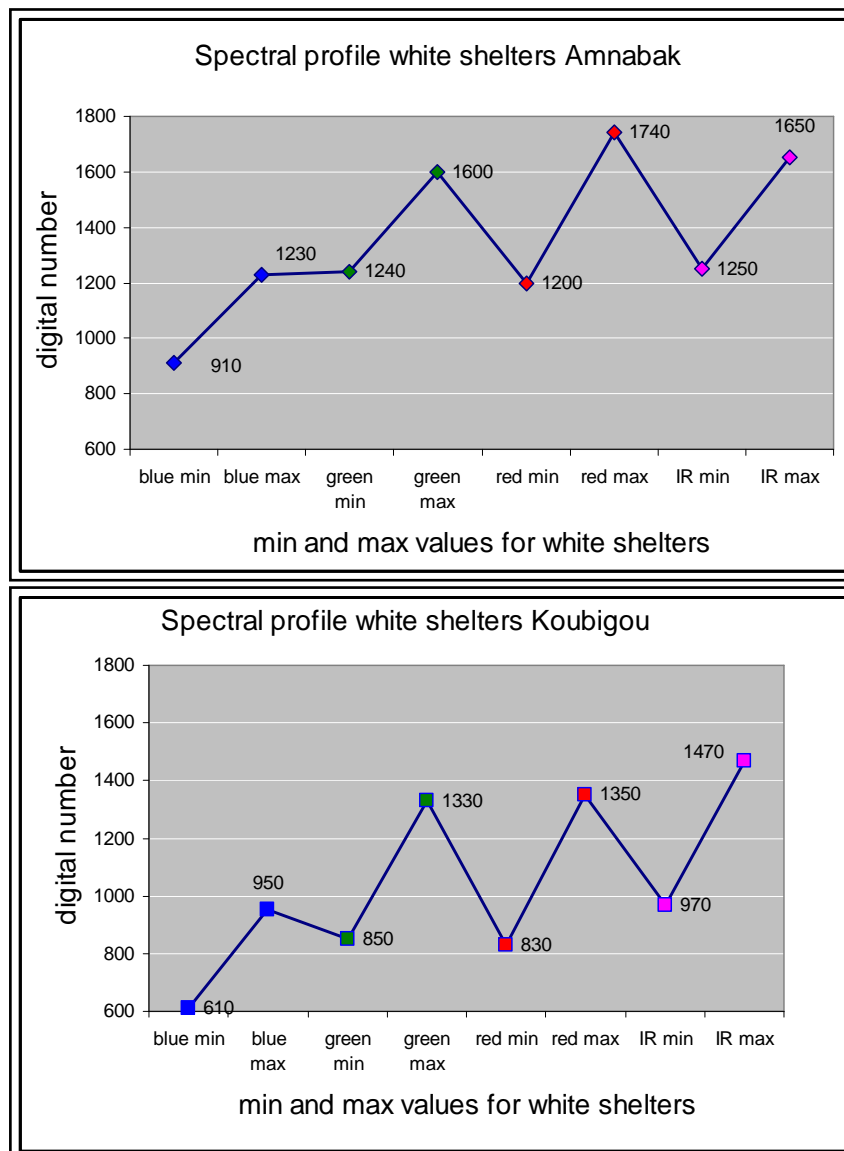 Spectral profile white shelters Amnabak
digital number
1800
1600
1400
1200
1000
800
600
910
1230
1240
1600
1200
1740
1250
1650
blue min
blue max
green min
green max
red min
red max
IR min
IR max
min and max values for white shelters
Spectral profile white shelters Koubigou
digital number
1800
1600
1400
1200
1000
800
600
610
950
850
1330
830
1350
970
1470
blue min
blue max
green min
green max
red min
red max
IR min
IR max
min and max values for white shelters